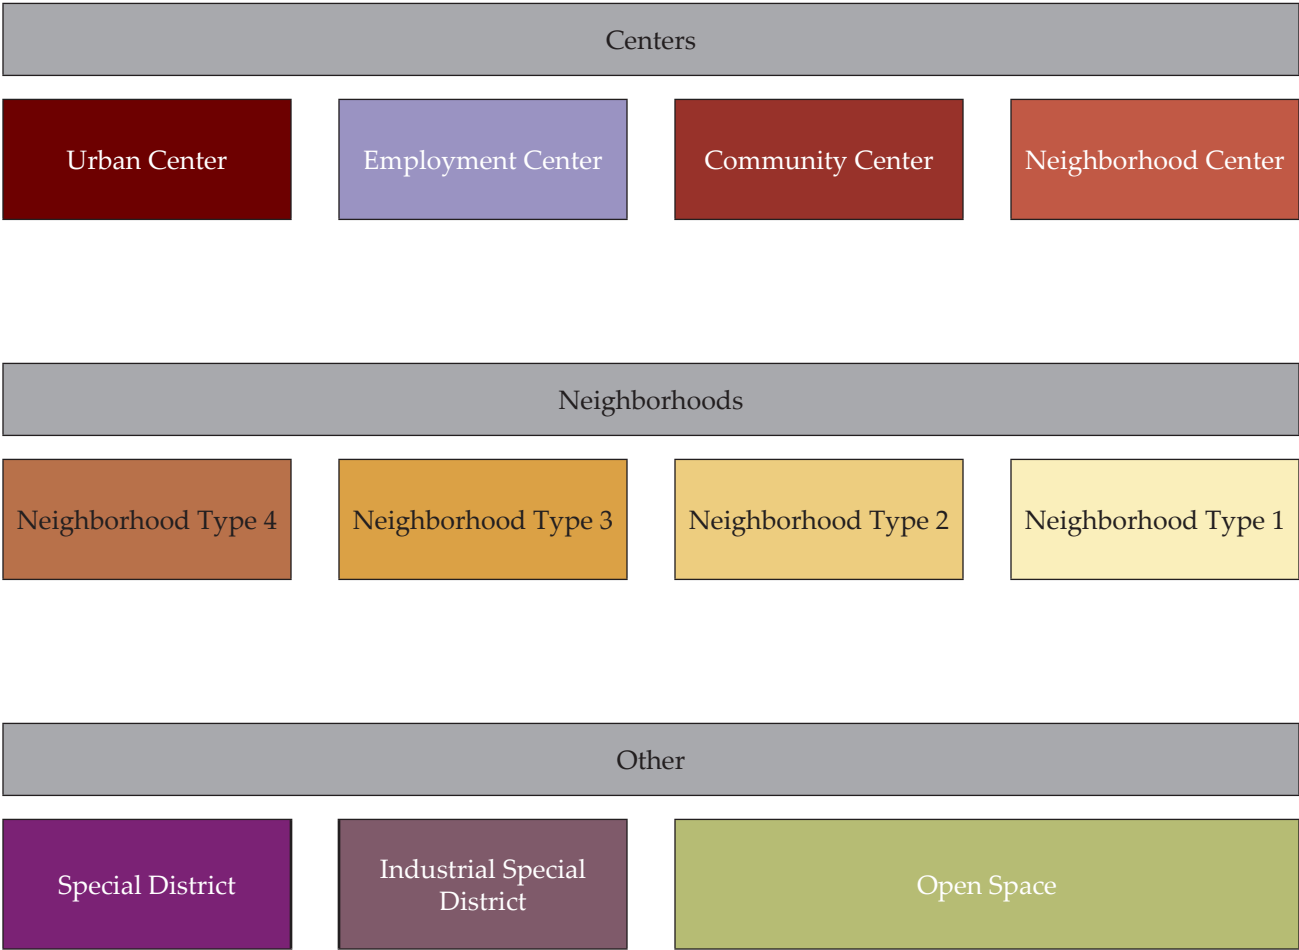 Centers
Urban Center
Employment Center
Community Center
Neighborhood Center
Neighborhoods
Neighborhood Type 4
Neighborhood Type 3
Neighborhood Type 2
Neighborhood Type 1
Other
Special District
Industrial Special
District
Open Space